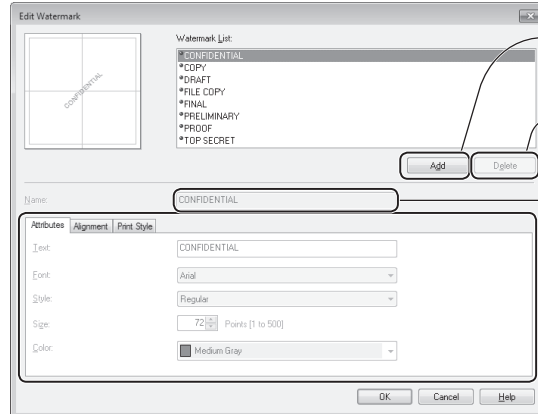 Edit Watermark
Watermark List:
CONFIDENTIAL
CONFIDENTIAL
COPY
DRAFT
FILE COPY
FINAL
PRELIMINARY
PROOF
TOP SECRET
Add Delete
Name: CONFIDENTIAL
Attributes Alignment Print Style
Text: CONFIDENTIAL
Font: Arial
Style: Regular
Size: 72 Points [1 to 500]
Color: Medium Gray
OK Cancel Help